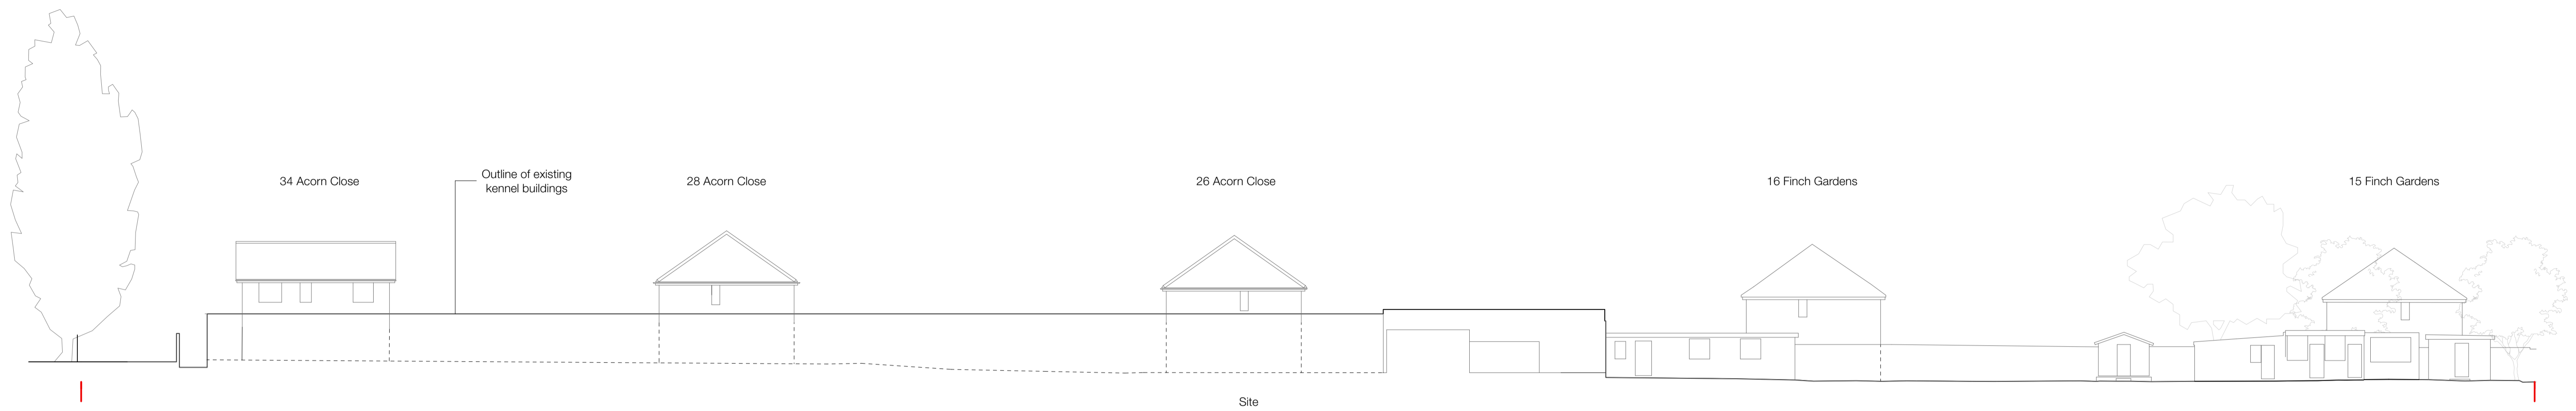 34 Acorn Close
Outline of existing
kennel buildings
28 Acorn Close
26 Acorn Close
16 Finch Gardens
15 Finch Gardens
Site